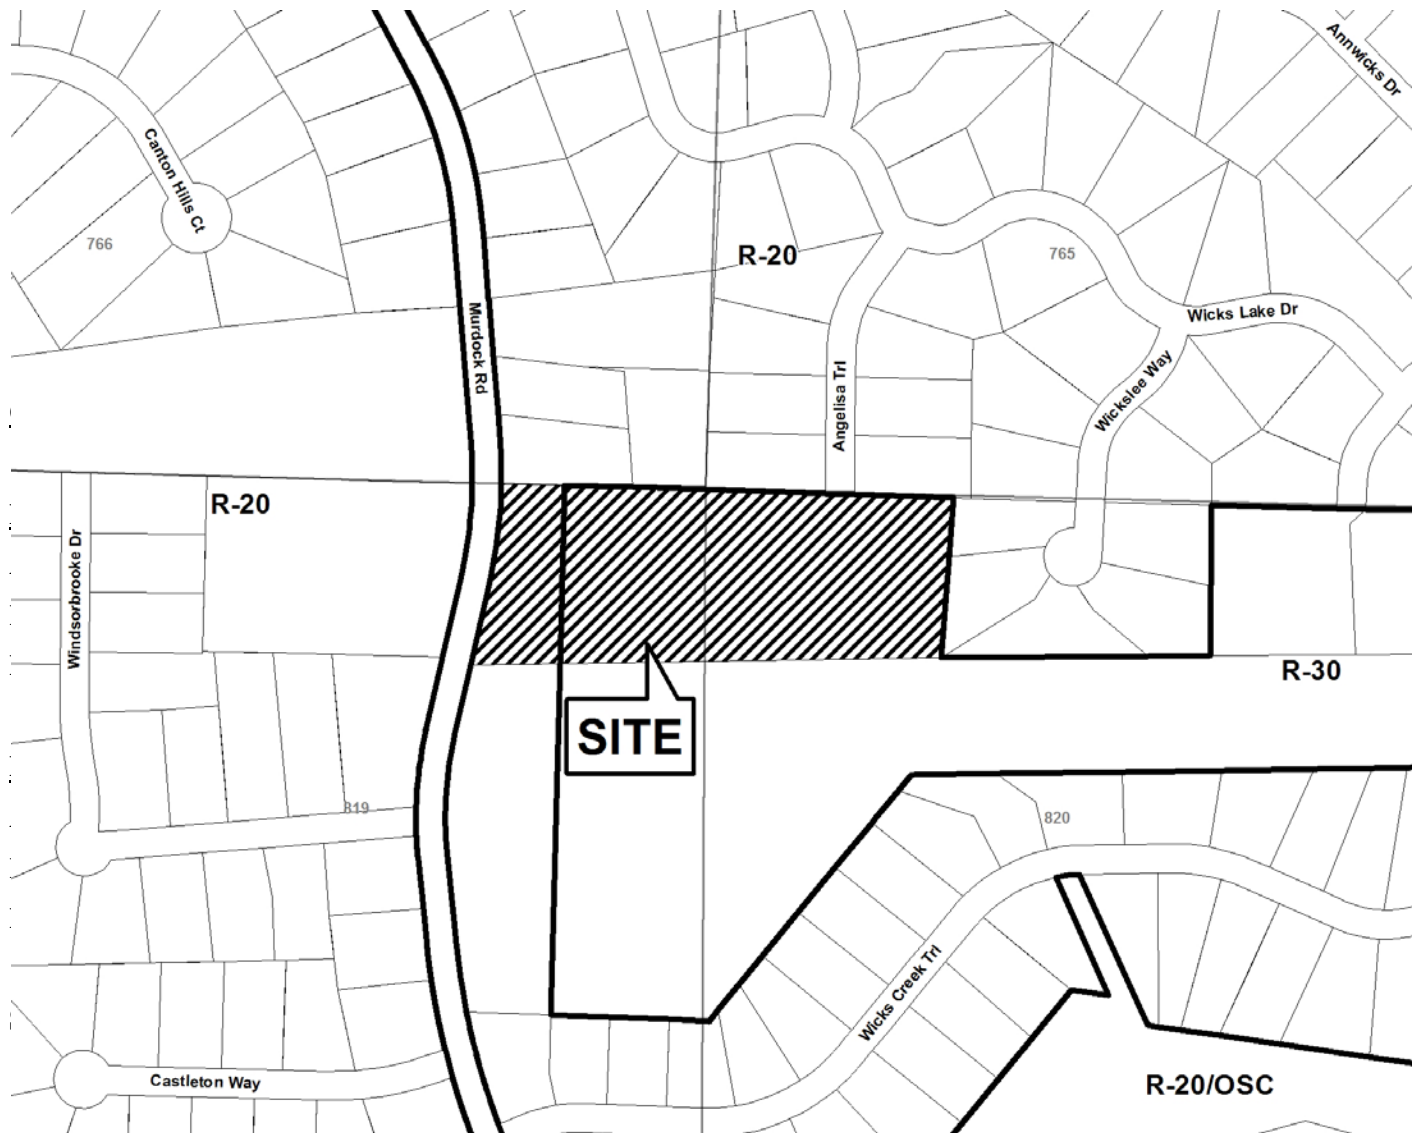 Annwicks Dr
Canton Hills Ct
766
R-20
765
Wicks Lake Dr
Murdock Rd
Angelisa Trl
Wickslee Way
R-20
Windsorbrooke Dr
R-30
SITE
819
820
Wicks Creek Trl
Castleton Way
R-20/OSC